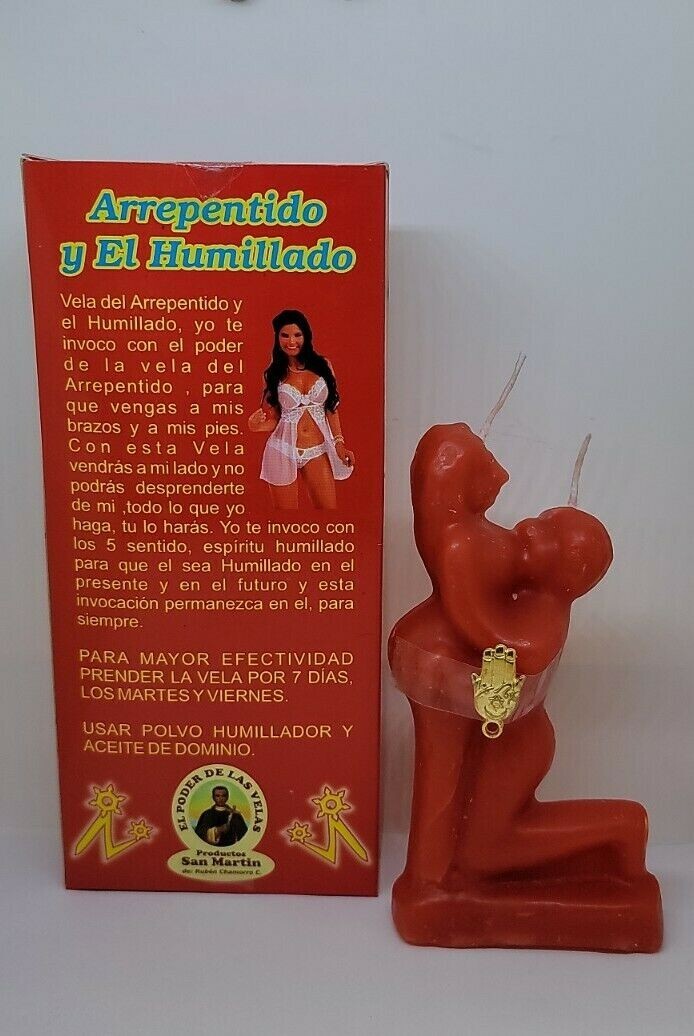 Arrepentido
y El Humillado
Vela del Arrepentido y
el Humillado, yo te
invoco con el poder
de la vela del
Arrepentido , para
que vengas a mis
brazos y a mis pies.
Con esta Vela
vendrás a mi lado y no
podrás desprenderte
de mi ,todo lo que yo
haga, tu lo harás. Yo te invoco con
los 5 sentido, espíritu humillado
para que el sea Humillado en el
presente y en el futuro y esta
invocación permanezca en el, para
siempre.
PARA MAYOR EFECTIVIDAD
PRENDER LA VELA POR 7 DÍAS,
LOS MARTES Y VIERNES.
USAR POLVO HUMILLADOR Y
ACEITE DE DOMINIO.
EL PODER DE LAS VELAS
Productos
San Martin
de: Rubén Chamorro C.